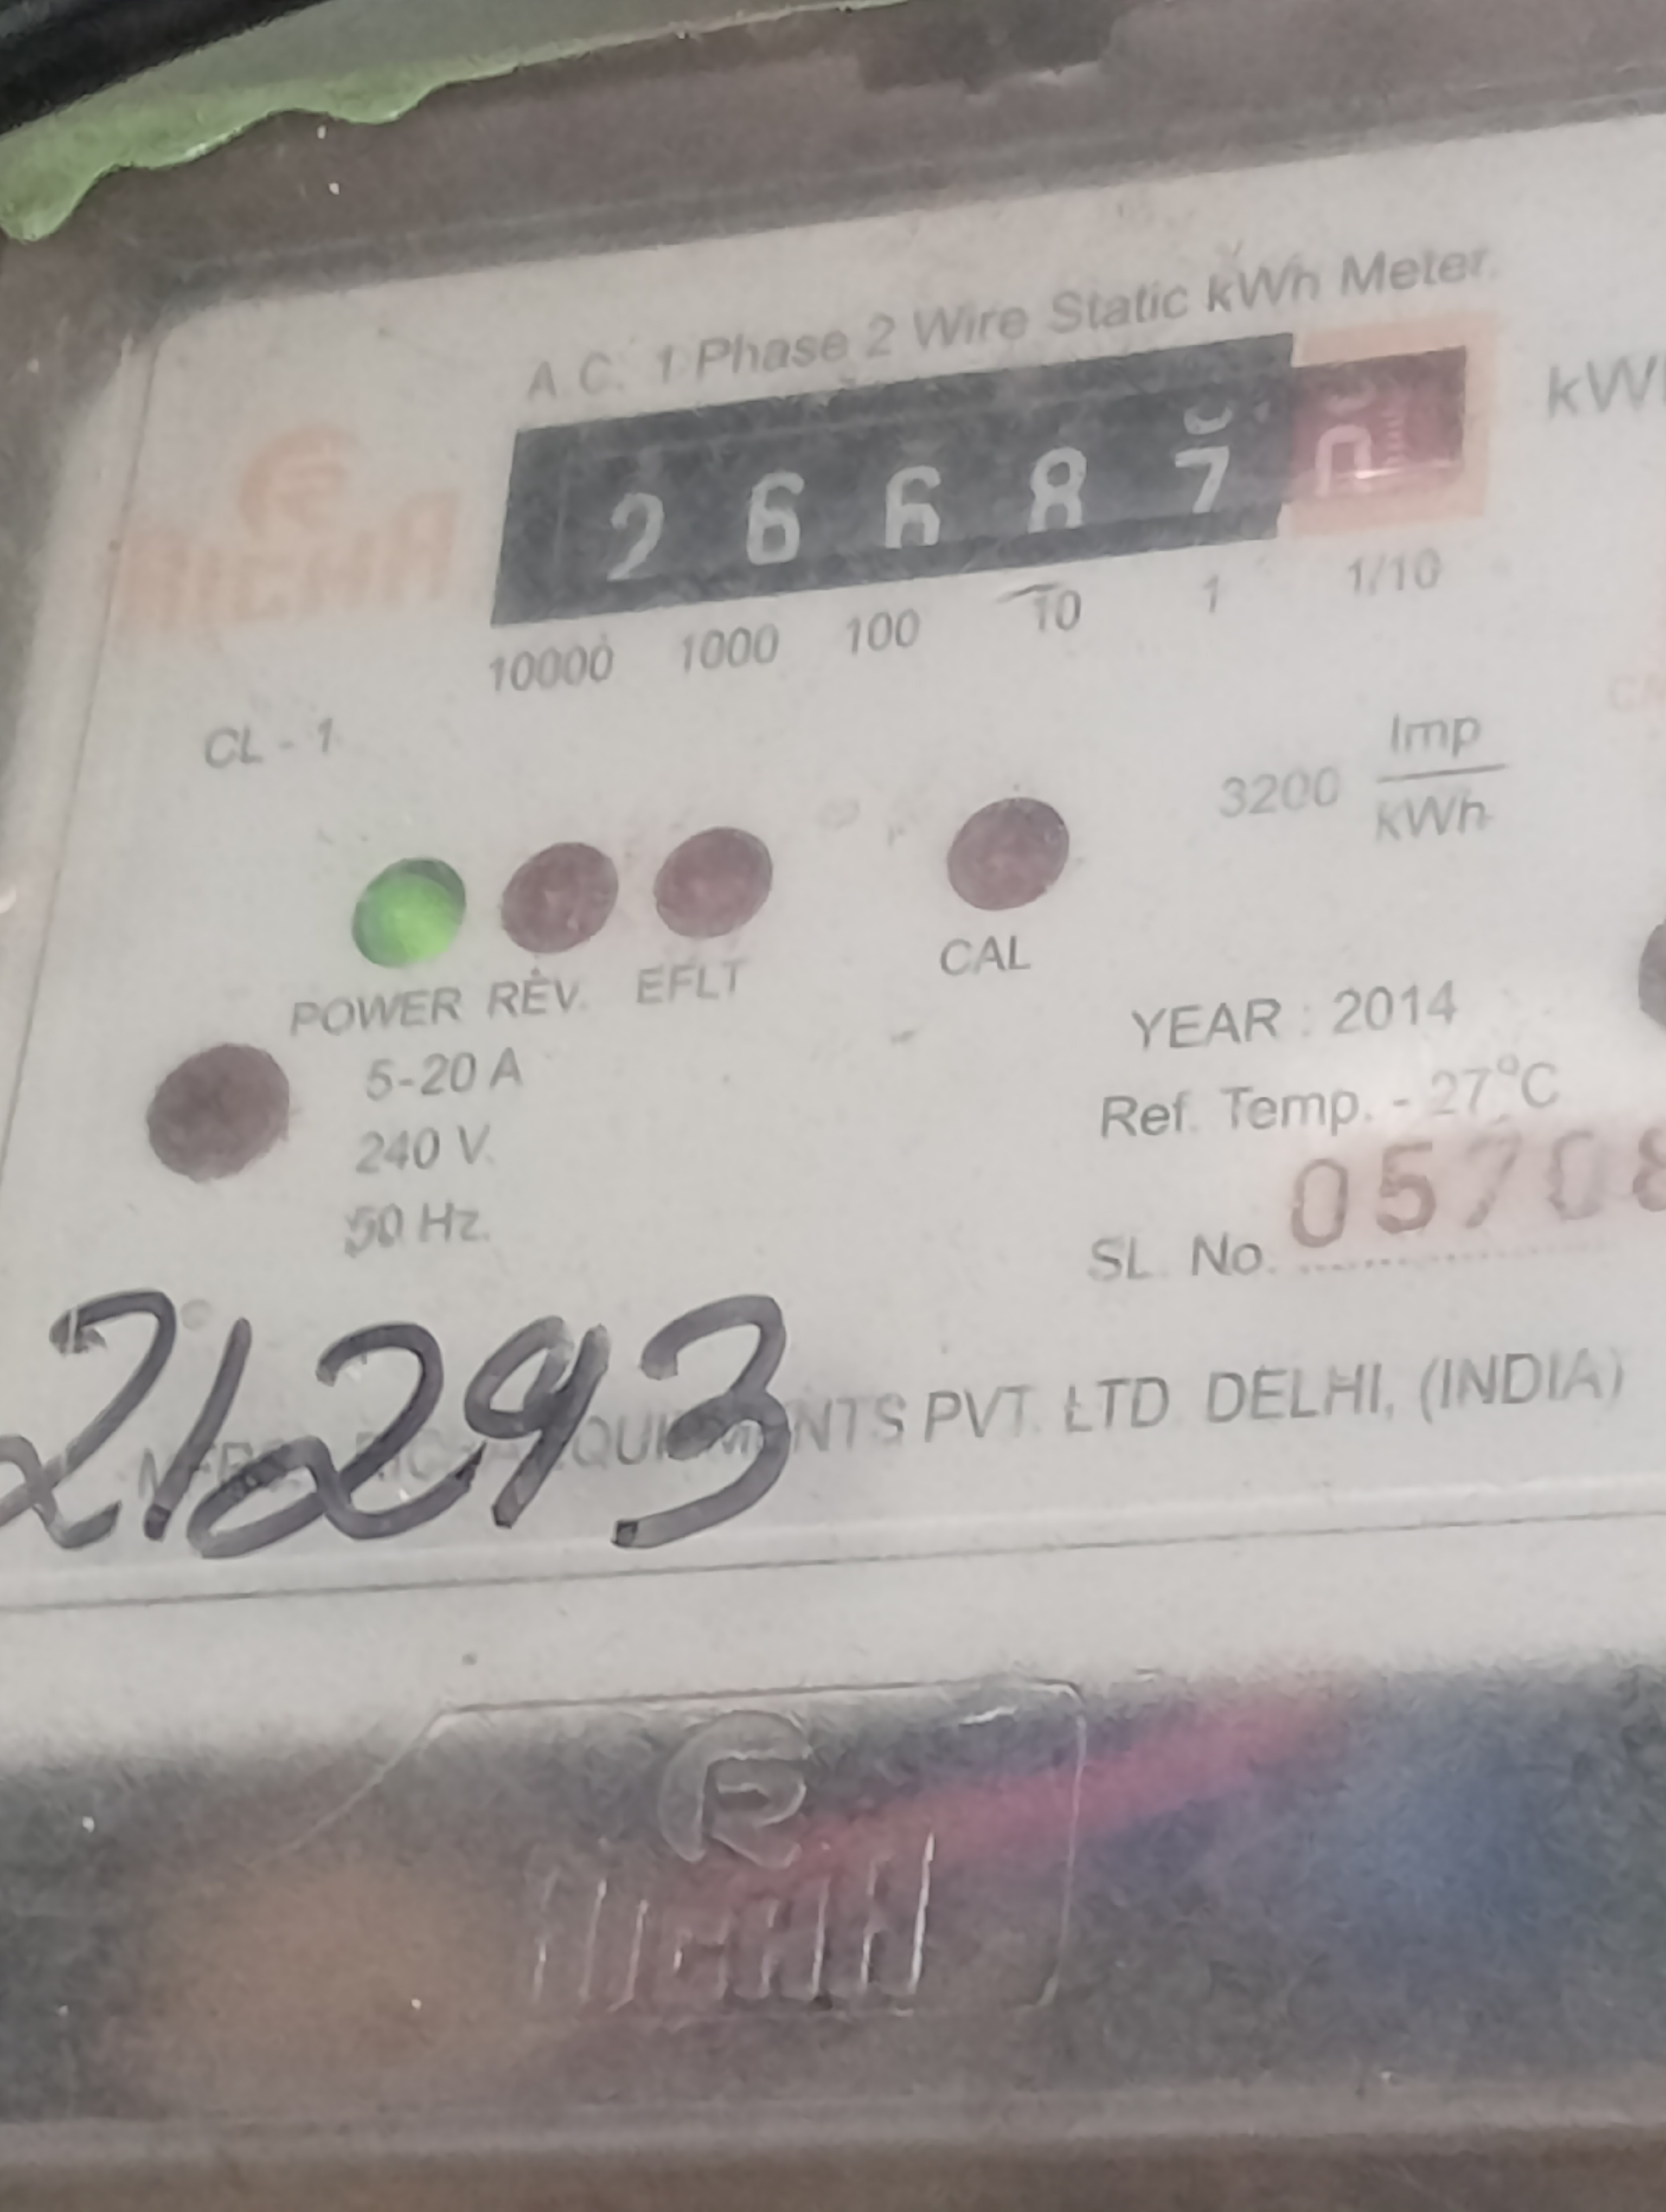 A.C. 1 Phase 2 Wire Static kWh Meter.
2 6 6 8 7
10000 1000 100 10 1 1/10
RICHA
CL - 1
3200 Imp
kWh
POWER REV. EFLT CAL
5-20 A
240 V.
50 Hz.
YEAR : 2014
Ref. Temp. - 27°C
SL. No. 05708
21293
PVT. LTD. DELHI, (INDIA)
RICHA